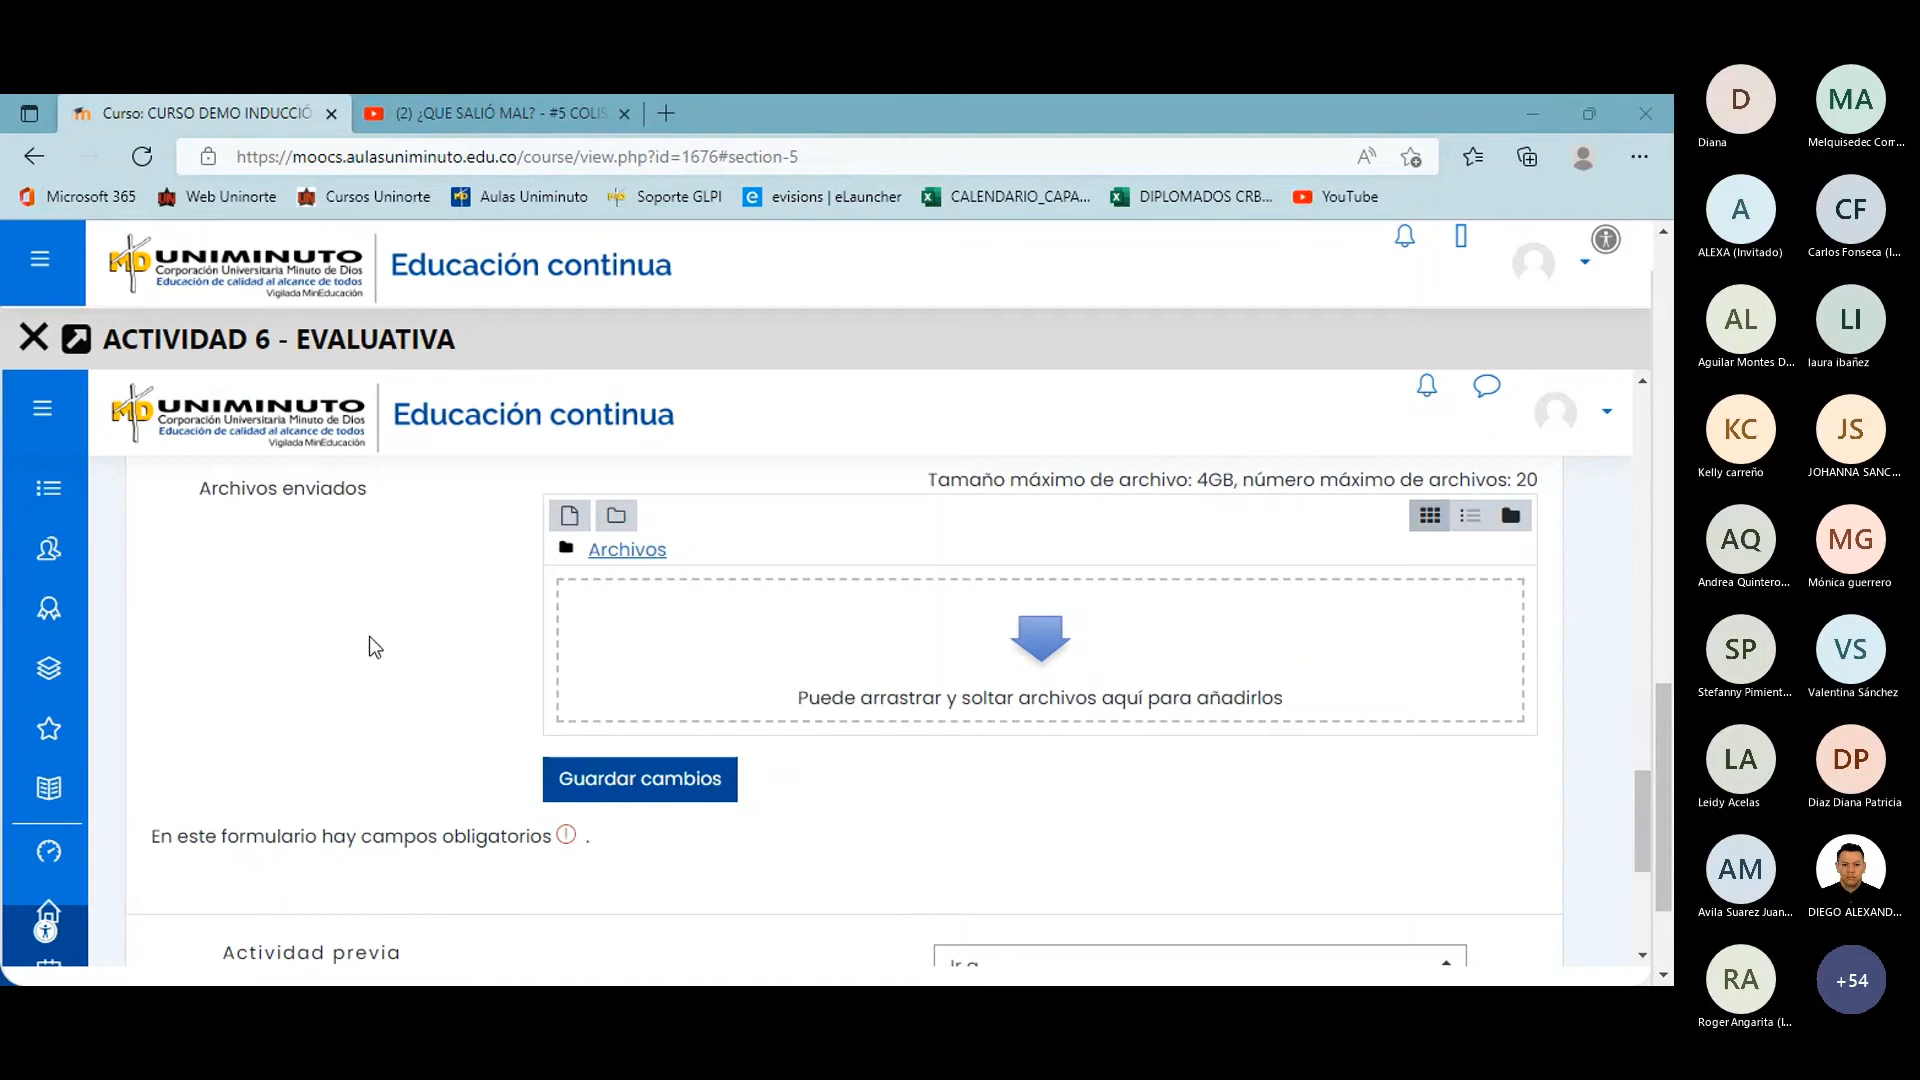 Curso: CURSO DEMO INDUCCIÓ
(2) ¿QUE SALIÓ MAL? - #5 COLIS
https://moocs.aulasuniminuto.edu.co/course/view.php?id=1676#section-5
Microsoft 365
Web Uninorte
Cursos Uninorte
Aulas Uniminuto
Soporte GLPI
evisions | eLauncher
CALENDARIO_CAPA...
DIPLOMADOS CRB...
YouTube
UNIMINUTO
Corporación Universitaria Minuto de Dios
Educación de calidad al alcance de todos
Vigilada MinEducación
Educación continua
ACTIVIDAD 6 - EVALUATIVA
UNIMINUTO
Corporación Universitaria Minuto de Dios
Educación de calidad al alcance de todos
Vigilada MinEducación
Educación continua
Archivos enviados
Tamaño máximo de archivo: 4GB, número máximo de archivos: 20
Archivos
Puede arrastrar y soltar archivos aquí para añadirlos
Guardar cambios
En este formulario hay campos obligatorios .
Actividad previa
Ir a
D
Diana
MA
Melquisedec Corr...
A
ALEXA (Invitado)
CF
Carlos Fonseca (I...
AL
Aguilar Montes D...
LI
laura ibañez
KC
Kelly carreño
JS
JOHANNA SANC...
AQ
Andrea Quintero...
MG
Mónica guerrero
SP
Stefanny Pimient...
VS
Valentina Sánchez
LA
Leidy Acelas
DP
Diaz Diana Patricia
AM
Avila Suarez Juan...
DIEGO ALEXAND...
RA
Roger Angarita (I...
+54